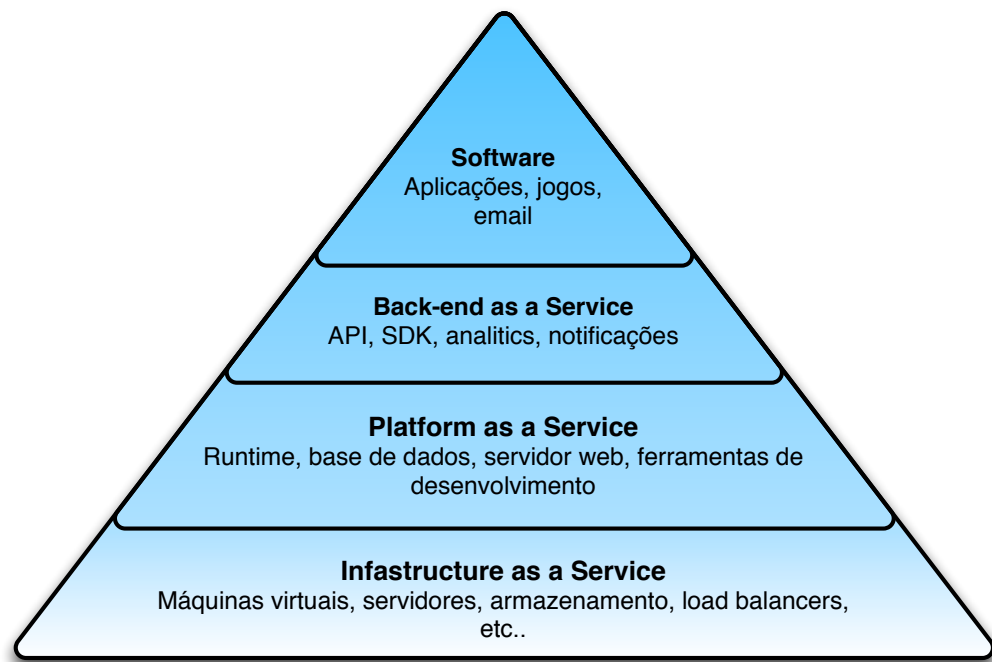 Software
Aplicações, jogos,
email
Back-end as a Service
API, SDK, analitics, notificações
Platform as a Service
Runtime, base de dados, servidor web, ferramentas de
desenvolvimento
Infastructure as a Service
Máquinas virtuais, servidores, armazenamento, load balancers,
etc..